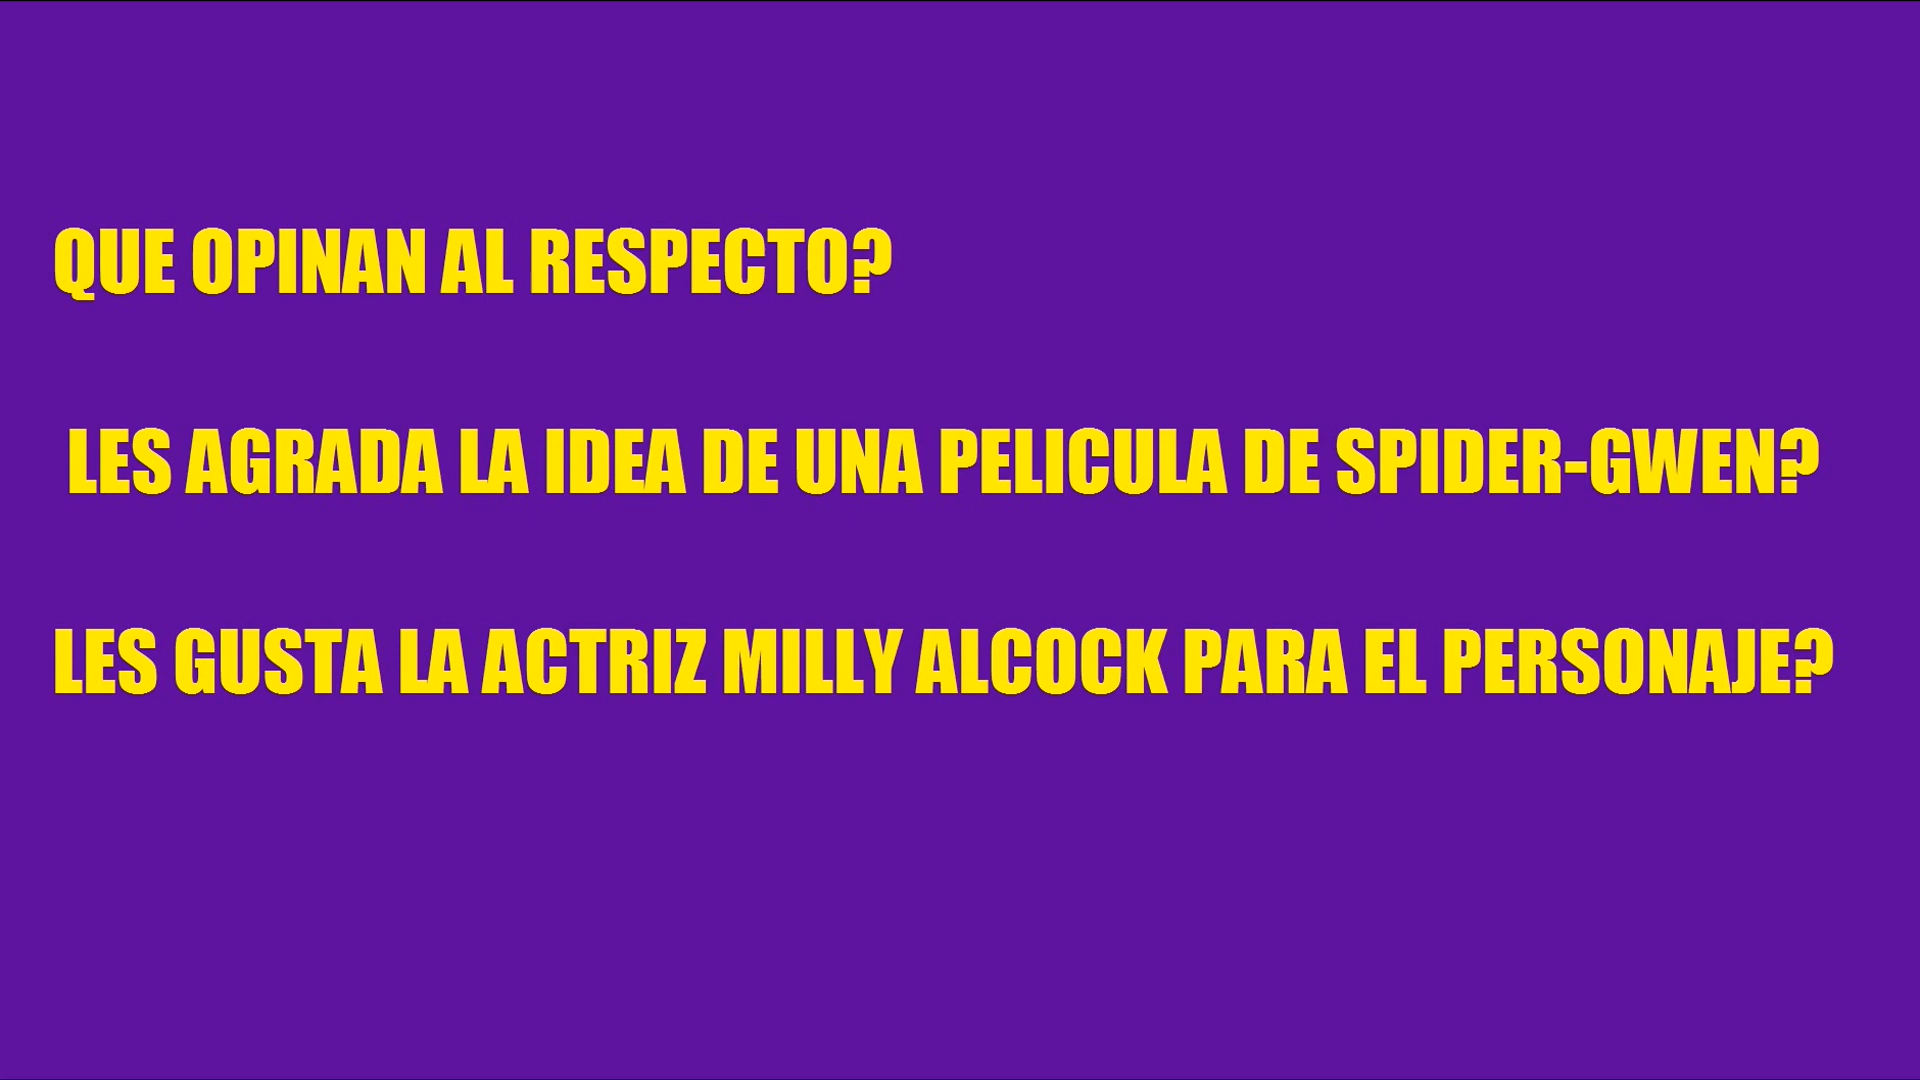 QUE OPINAN AL RESPECTO?
LES AGRADA LA IDEA DE UNA PELICULA DE SPIDER-GWEN?
LES GUSTA LA ACTRIZ MILLY ALCOCK PARA EL PERSONAJE?